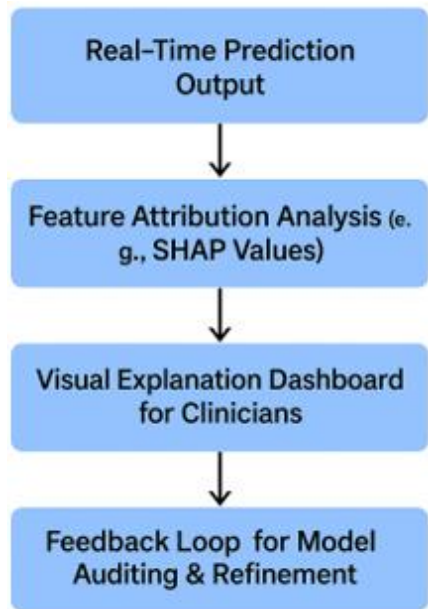 Real-Time Prediction
Output
Feature Attribution Analysis (e.
g., SHAP Values)
Visual Explanation Dashboard
for Clinicians
Feedback Loop for Model
Auditing & Refinement